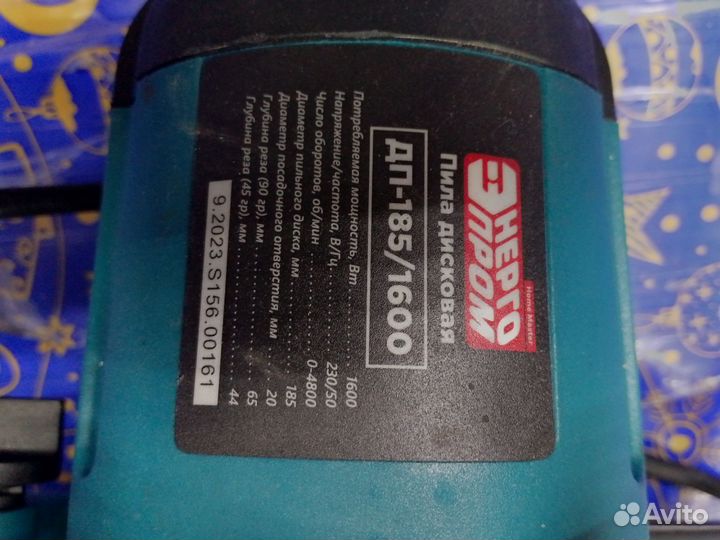 ЭНЕРГО
ПРОМ
Home Master
Пила дисковая
ДП-185/1600
Потребляемая мощность, Вт 1600
Напряжение/частота, В/Гц 230/50
Число оборотов, об/мин 0-4800
Диаметр пильного диска, мм 185
Диаметр посадочного отверстия, мм 20
Глубина реза (90 гр), мм 65
Глубина реза (45 гр), мм 44
9.2023.S156.00161
Avito